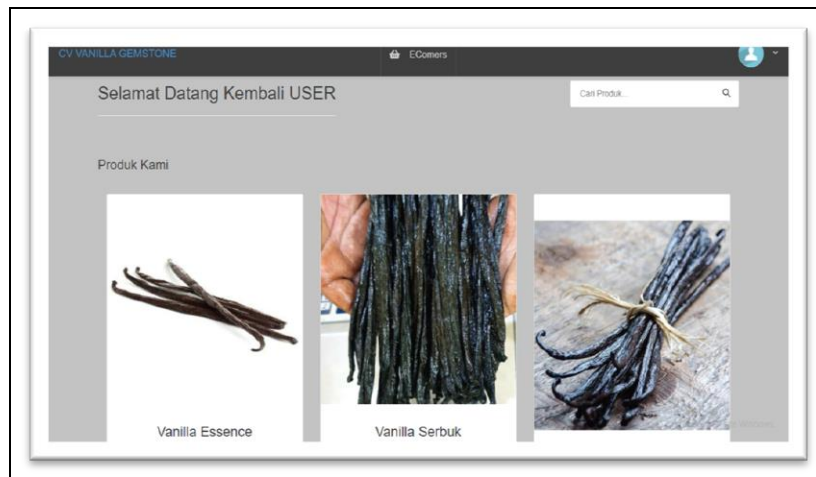 CV VANILLA GEMSTONE
EComers
Selamat Datang Kembali USER
Cari Produk...
Produk Kami
Vanilla Essence
Vanilla Serbuk